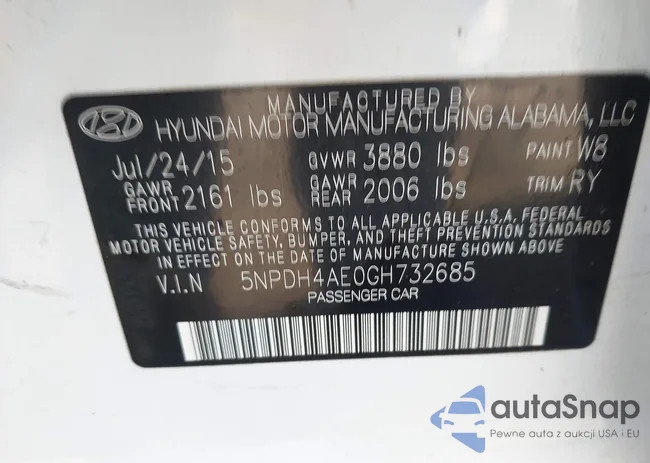 MANUFACTURED BY
HYUNDAI MOTOR MANUFACTURING ALABAMA, LLC
Jul/24/15 GVWR 3880 lbs PAINT W8
GAWR FRONT 2161 lbs GAWR REAR 2006 lbs TRIM RY
THIS VEHICLE CONFORMS TO ALL APPLICABLE U.S.A. FEDERAL
MOTOR VEHICLE SAFETY, BUMPER, AND THEFT PREVENTION STANDARDS
IN EFFECT ON THE DATE OF MANUFACTURE SHOWN ABOVE.
V.I.N 5NPDH4AE0GH732685
PASSENGER CAR
autaSnap
Pewne auta z aukcji USA i EU